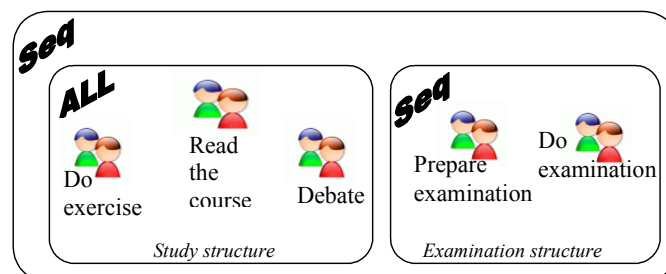 Seq
ALL
Do
exercise
Read
the
course
Debate
Study structure
Seq
Prepare
examination
Do
examination
Examination structure